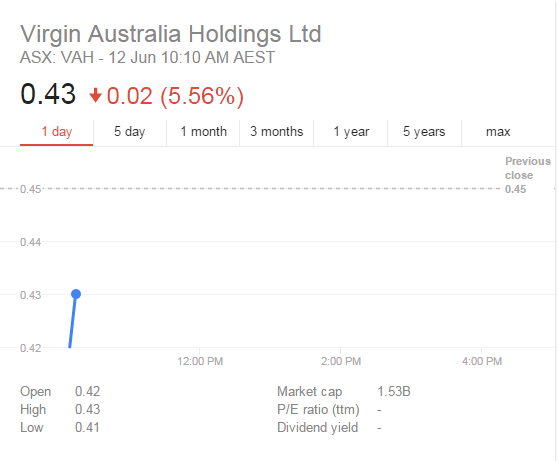 Virgin Australia Holdings Ltd
ASX: VAH - 12 Jun 10:10 AM AEST
0.43 0.02 (5.56%)
1 day 5 day 1 month 3 months 1 year 5 years max
Previous
close
0.45 0.45
0.44
0.43
0.42
12:00 PM 2:00 PM 4:00 PM
Open 0.42 Market cap 1.53B
High 0.43 P/E ratio (ttm) -
Low 0.41 Dividend yield -